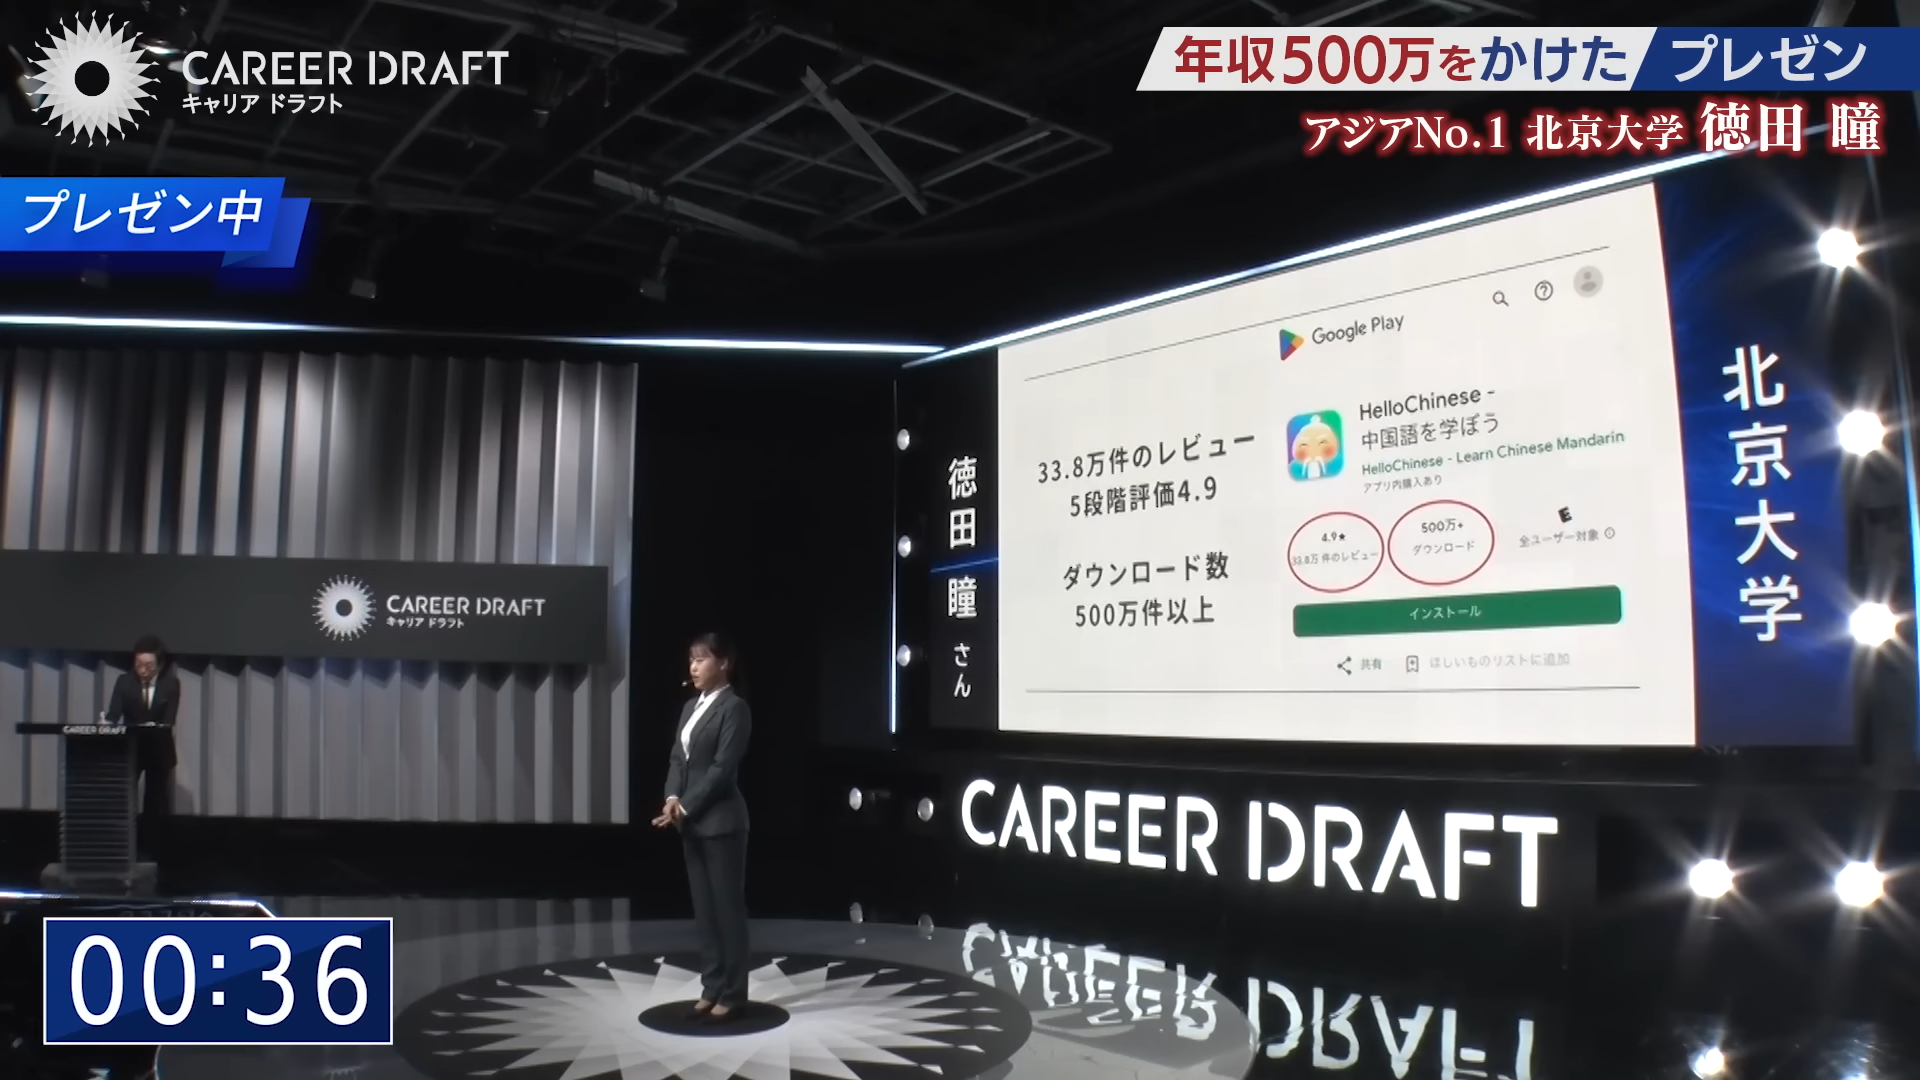 CAREER DRAFT
キャリア ドラフト
年収500万をかけた プレゼン
アジアNo.1 北京大学 徳田 瞳
プレゼン中
Google Play
HelloChinese -
中国語を学ぼう
HelloChinese - Learn Chinese Mandarin
アプリ内購入あり
33.8万件のレビュー
5段階評価4.9
ダウンロード数
500万件以上
4.9★
33.8万 件のレビュー
500万+
ダウンロード
E
全ユーザー対象
インストール
共有
ほしいものリストに追加
徳田 瞳 さん
北京大学
CAREER DRAFT
キャリア ドラフト
CAREER DRAFT
CAREER DRAFT
00:36